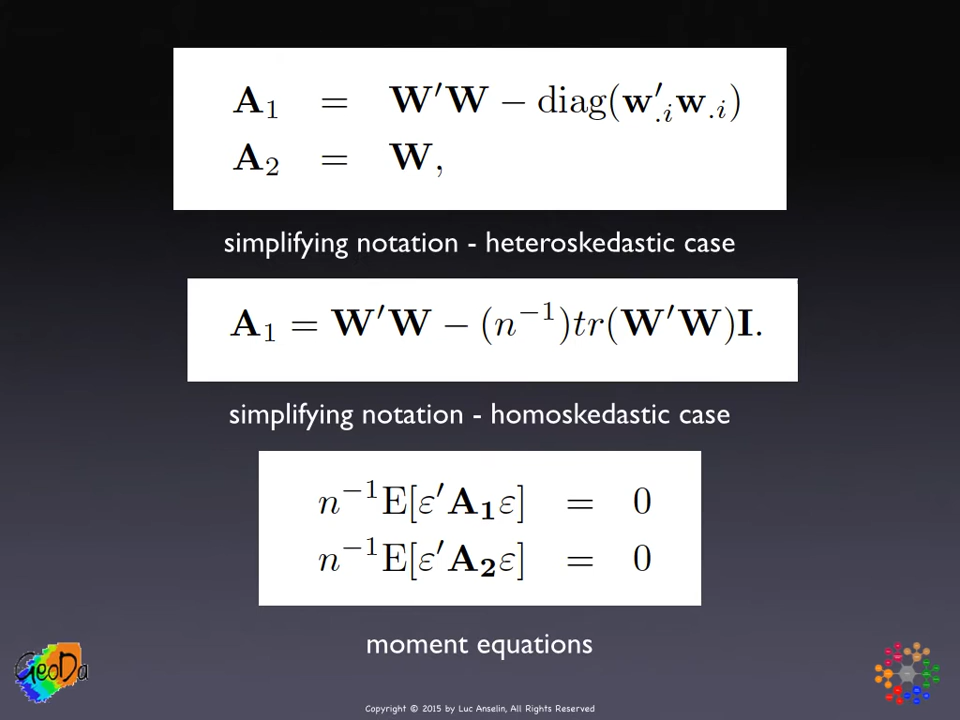 A₁ = W′W − diag(w′.ᵢw.ᵢ)
A₂ = W,
simplifying notation - heteroskedastic case
A₁ = W′W − (n⁻¹)tr(W′W)I.
simplifying notation - homoskedastic case
n⁻¹E[ε′A₁ε] = 0
n⁻¹E[ε′A₂ε] = 0
moment equations
GeoDa
Copyright © 2015 by Luc Anselin, All Rights Reserved